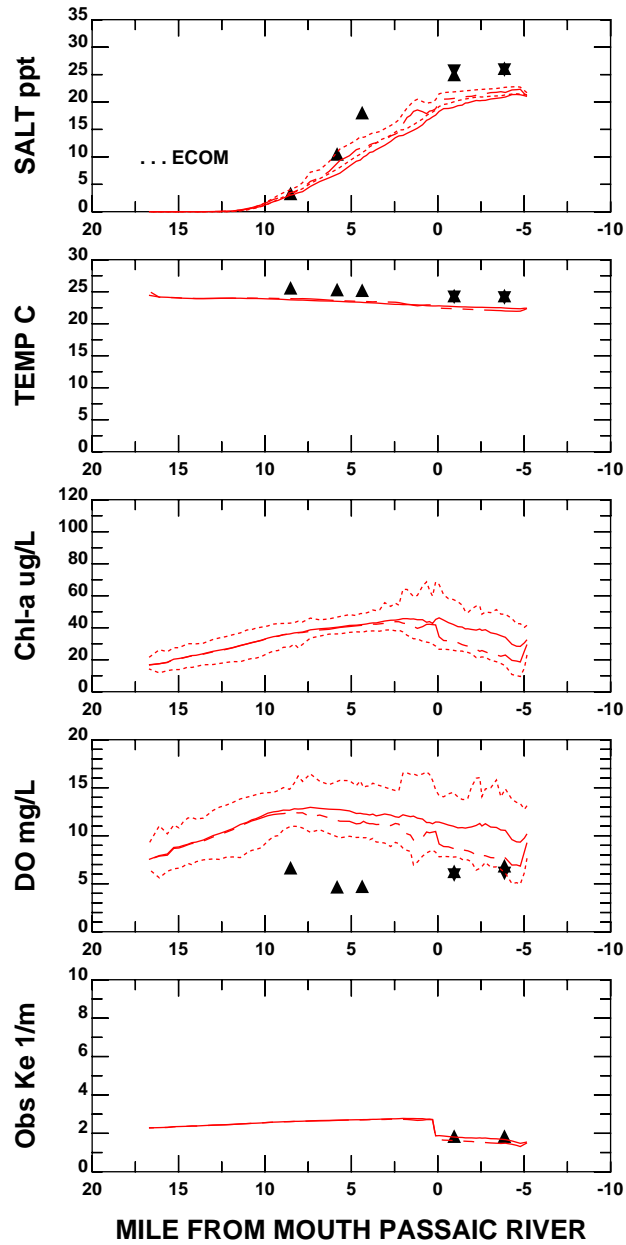 35
30
25
20
15
10
5
0
SALT ppt
. . . ECOM
20 15 10 5 0 -5 -10
30
25
20
15
10
5
0
TEMP C
20 15 10 5 0 -5 -10
120
100
80
60
40
20
0
Chl-a ug/L
20 15 10 5 0 -5 -10
20
15
10
5
0
DO mg/L
20 15 10 5 0 -5 -10
10
8
6
4
2
0
Obs Ke 1/m
20 15 10 5 0 -5 -10
MILE FROM MOUTH PASSAIC RIVER